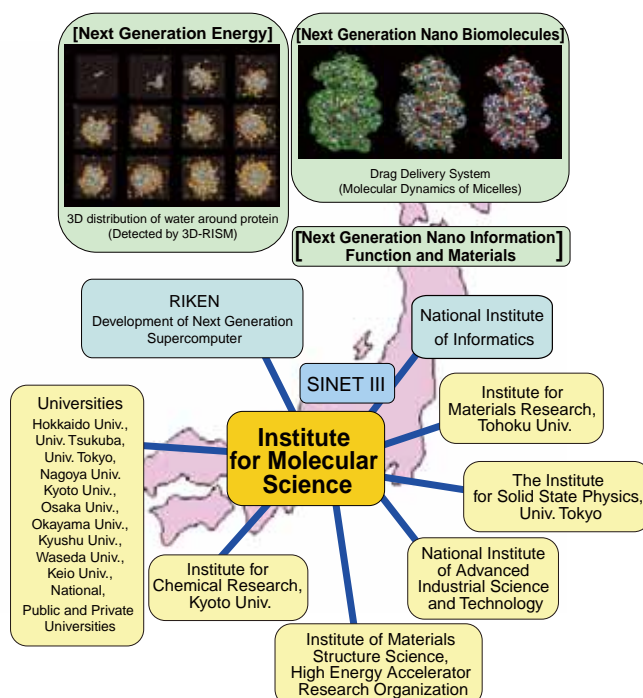 [Next Generation Energy]
3D distribution of water around protein
(Detected by 3D-RISM)
[Next Generation Nano Biomolecules]
Drag Delivery System
(Molecular Dynamics of Micelles)
[Next Generation Nano Information
Function and Materials]
RIKEN
Development of Next Generation
Supercomputer
National Institute
of Informatics
SINET III
Universities
Hokkaido Univ.,
Univ. Tsukuba,
Univ. Tokyo,
Nagoya Univ.
Kyoto Univ.,
Osaka Univ.,
Okayama Univ.,
Kyushu Univ.,
Waseda Univ.,
Keio Univ.,
National,
Public and Private
Universities
Institute
for Molecular
Science
Institute for
Materials Research,
Tohoku Univ.
The Institute
for Solid State Physics,
Univ. Tokyo
National Institute
of Advanced
Industrial Science
and Technology
Institute for
Chemical Research,
Kyoto Univ.
Institute of Materials
Structure Science,
High Energy Accelerator
Research Organization